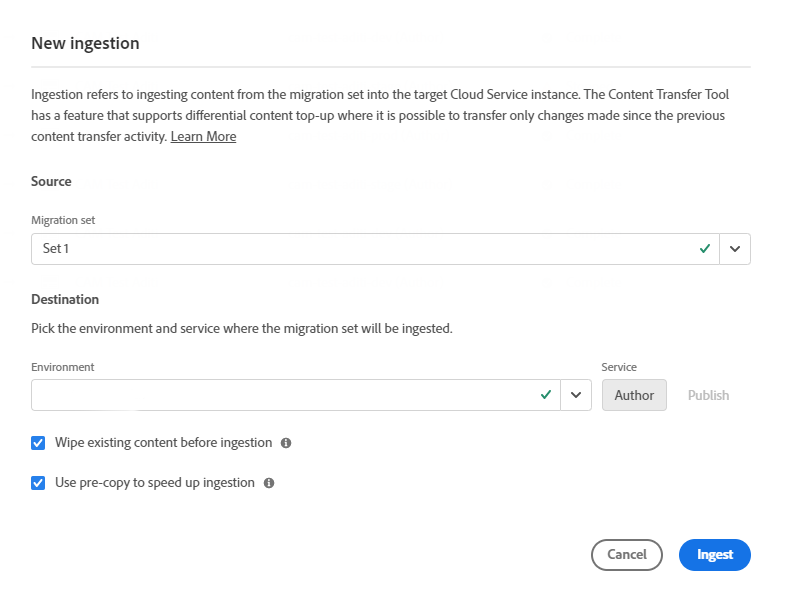 New ingestion
Ingestion refers to ingesting content from the migration set into the target Cloud Service instance. The Content Transfer Tool
has a feature that supports differential content top-up where it is possible to transfer only changes made since the previous
content transfer activity. Learn More
Source
Migration set
Set 1
Destination
Pick the environment and service where the migration set will be ingested.
Environment
Service
Author
Publish
Wipe existing content before ingestion
Use pre-copy to speed up ingestion
Cancel
Ingest